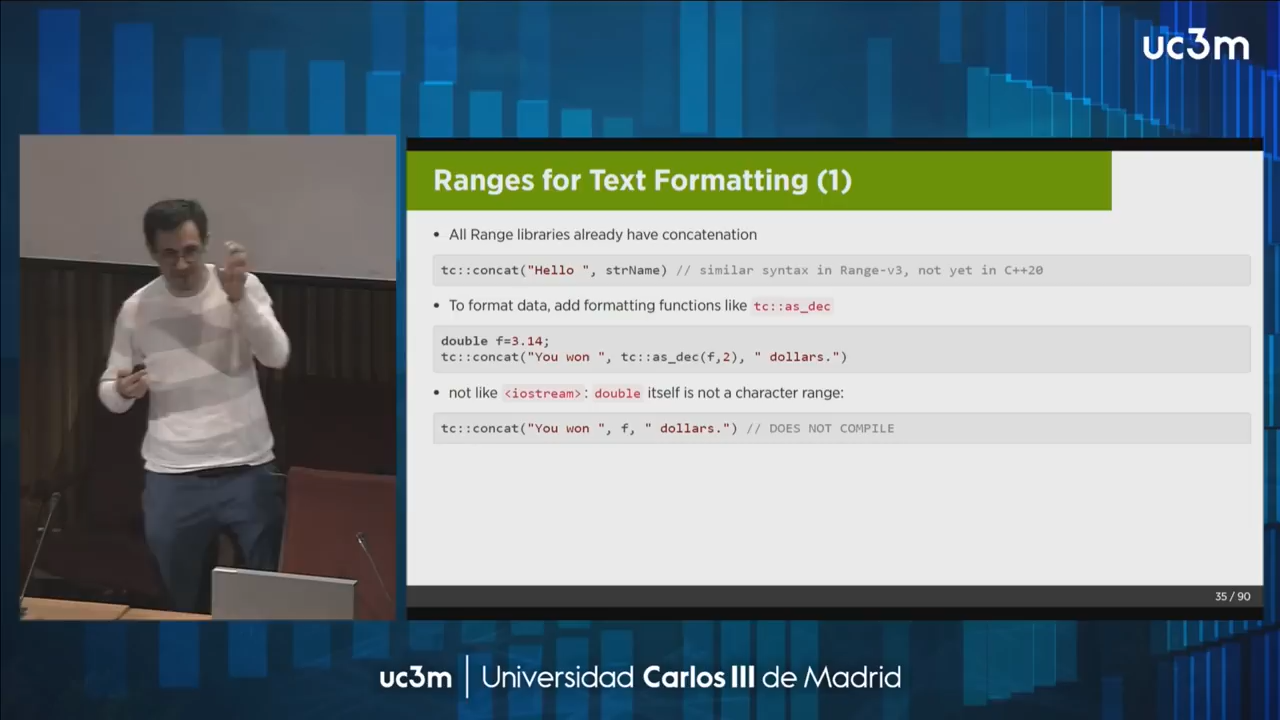 uc3m
Ranges for Text Formatting (1)
• All Range libraries already have concatenation
tc::concat("Hello ", strName) // similar syntax in Range-v3, not yet in C++20
• To format data, add formatting functions like tc::as_dec
double f=3.14;
tc::concat("You won ", tc::as_dec(f,2), " dollars.")
• not like <iostream>: double itself is not a character range:
tc::concat("You won ", f, " dollars.") // DOES NOT COMPILE
35 / 90
uc3m | Universidad Carlos III de Madrid